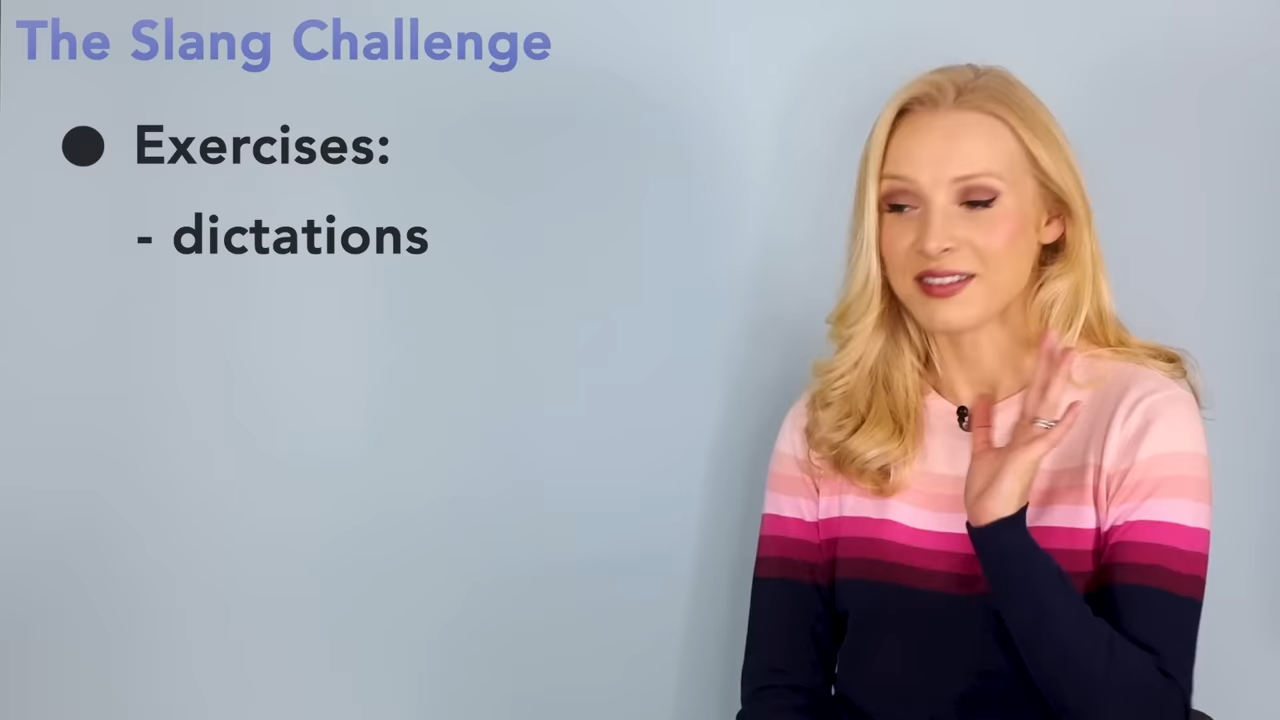 The Slang Challenge
● Exercises:
- dictations